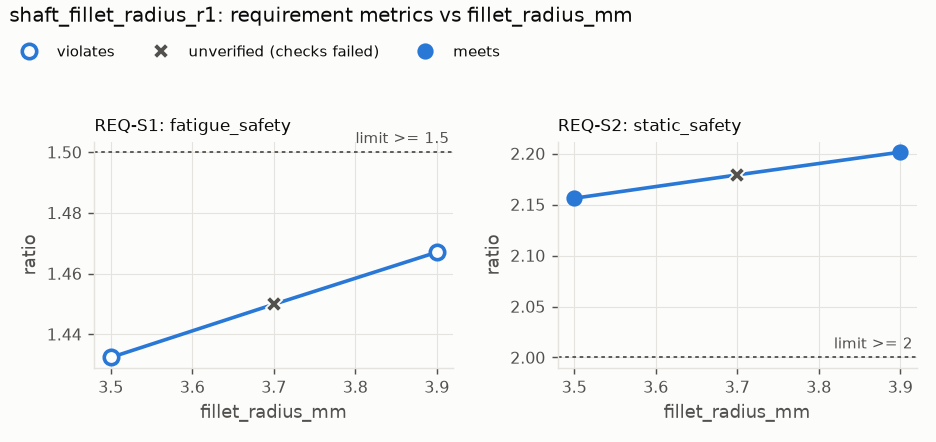 shaft_fillet_radius_r1: requirement metrics vs fillet_radius_mm
violates
unverified (checks failed)
meets
REQ-S1: fatigue_safety
limit >= 1.5
1.50
1.48
1.46
1.44
ratio
3.5
3.6
3.7
3.8
3.9
fillet_radius_mm
REQ-S2: static_safety
2.20
2.15
2.10
2.05
2.00
limit >= 2
ratio
3.5
3.6
3.7
3.8
3.9
fillet_radius_mm